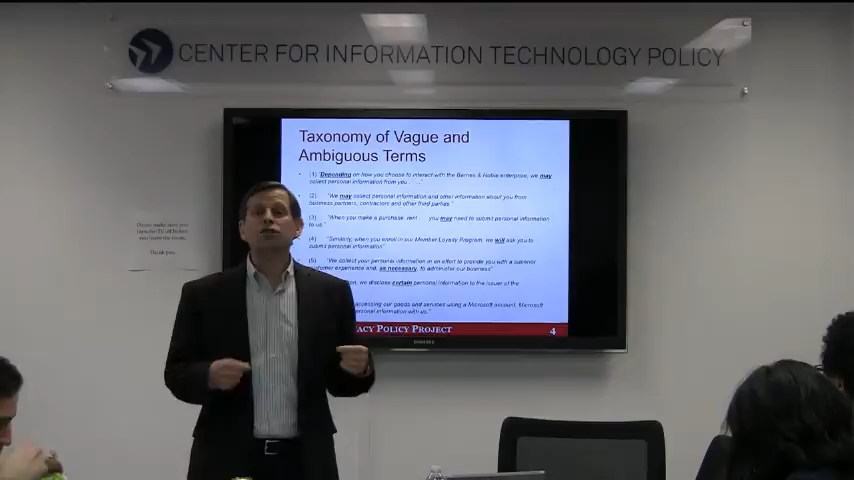 CENTER FOR INFORMATION TECHNOLOGY POLICY
Taxonomy of Vague and
Ambiguous Terms
(1) "Depending on how you choose to interact with the Barnes & Noble enterprise, we may
collect personal information from you
(2) "We may collect personal information and other information about you from
business partners, contractors and other third parties
(3) "When you make a purchase, rent you may need to submit personal information
to us."
(4) "Similarly, when you enroll in our Member Loyalty Program, we will ask you to
submit personal information"
(5) "We collect your personal information in an effort to provide you with a superior
customer experience and, as necessary, to administer our business"
we disclose certain personal information to the issuer of the
accessing our goods and services using a Microsoft account, Microsoft
personal information with us."
ACY POLICY PROJECT 4
Please make sure you
Thank you